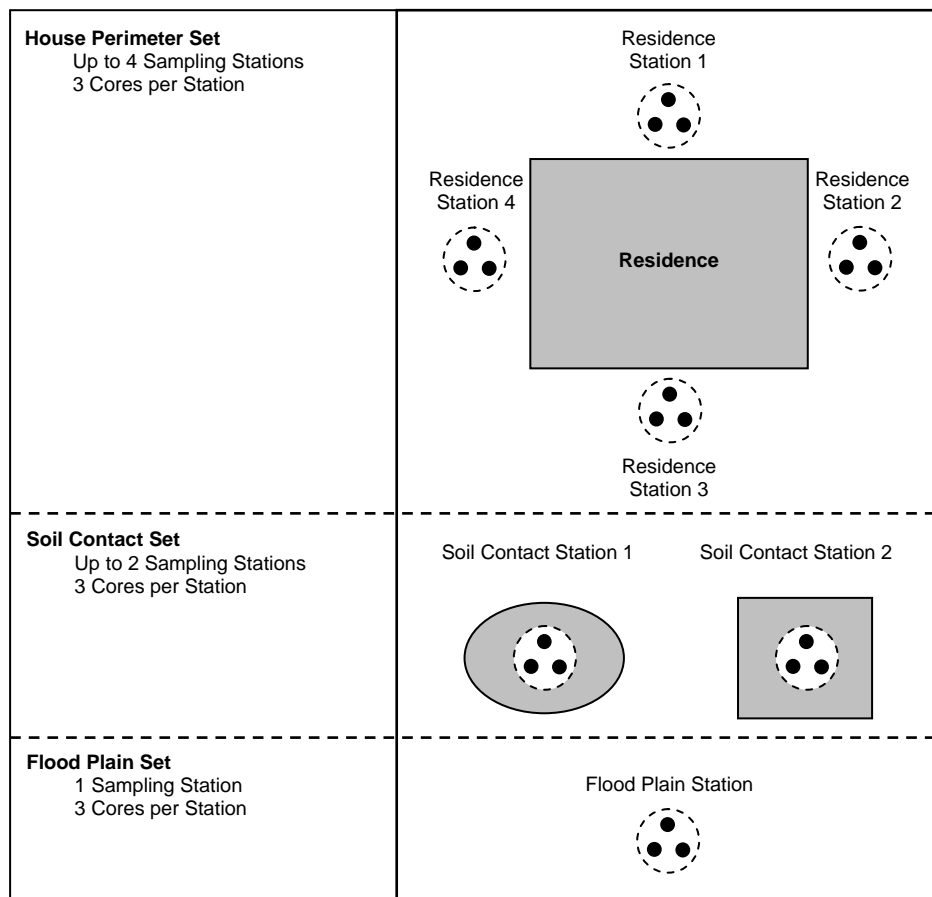 House Perimeter Set
Up to 4 Sampling Stations
3 Cores per Station
Residence
Station 1
Residence
Station 4
Residence
Station 2
Residence
Residence
Station 3
Soil Contact Set
Up to 2 Sampling Stations
3 Cores per Station
Soil Contact Station 1
Soil Contact Station 2
Flood Plain Set
1 Sampling Station
3 Cores per Station
Flood Plain Station